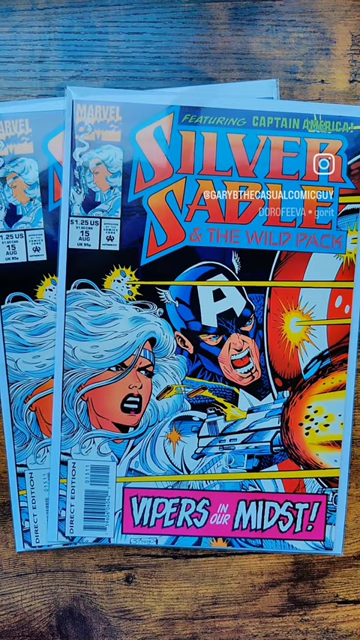 MARVEL
FEATURING CAPTAIN AMERICA!
SILVER
SABLE
& THE WILD PACK
@GARYBTHECASUALCOMICGUY
DOROFEEVA • gorit
$1.25 US
15
AUG
$1.25 US
15
AUG
A
VIPERS IN OUR MIDST!
DIRECT EDITION
DIRECT EDITION
01511